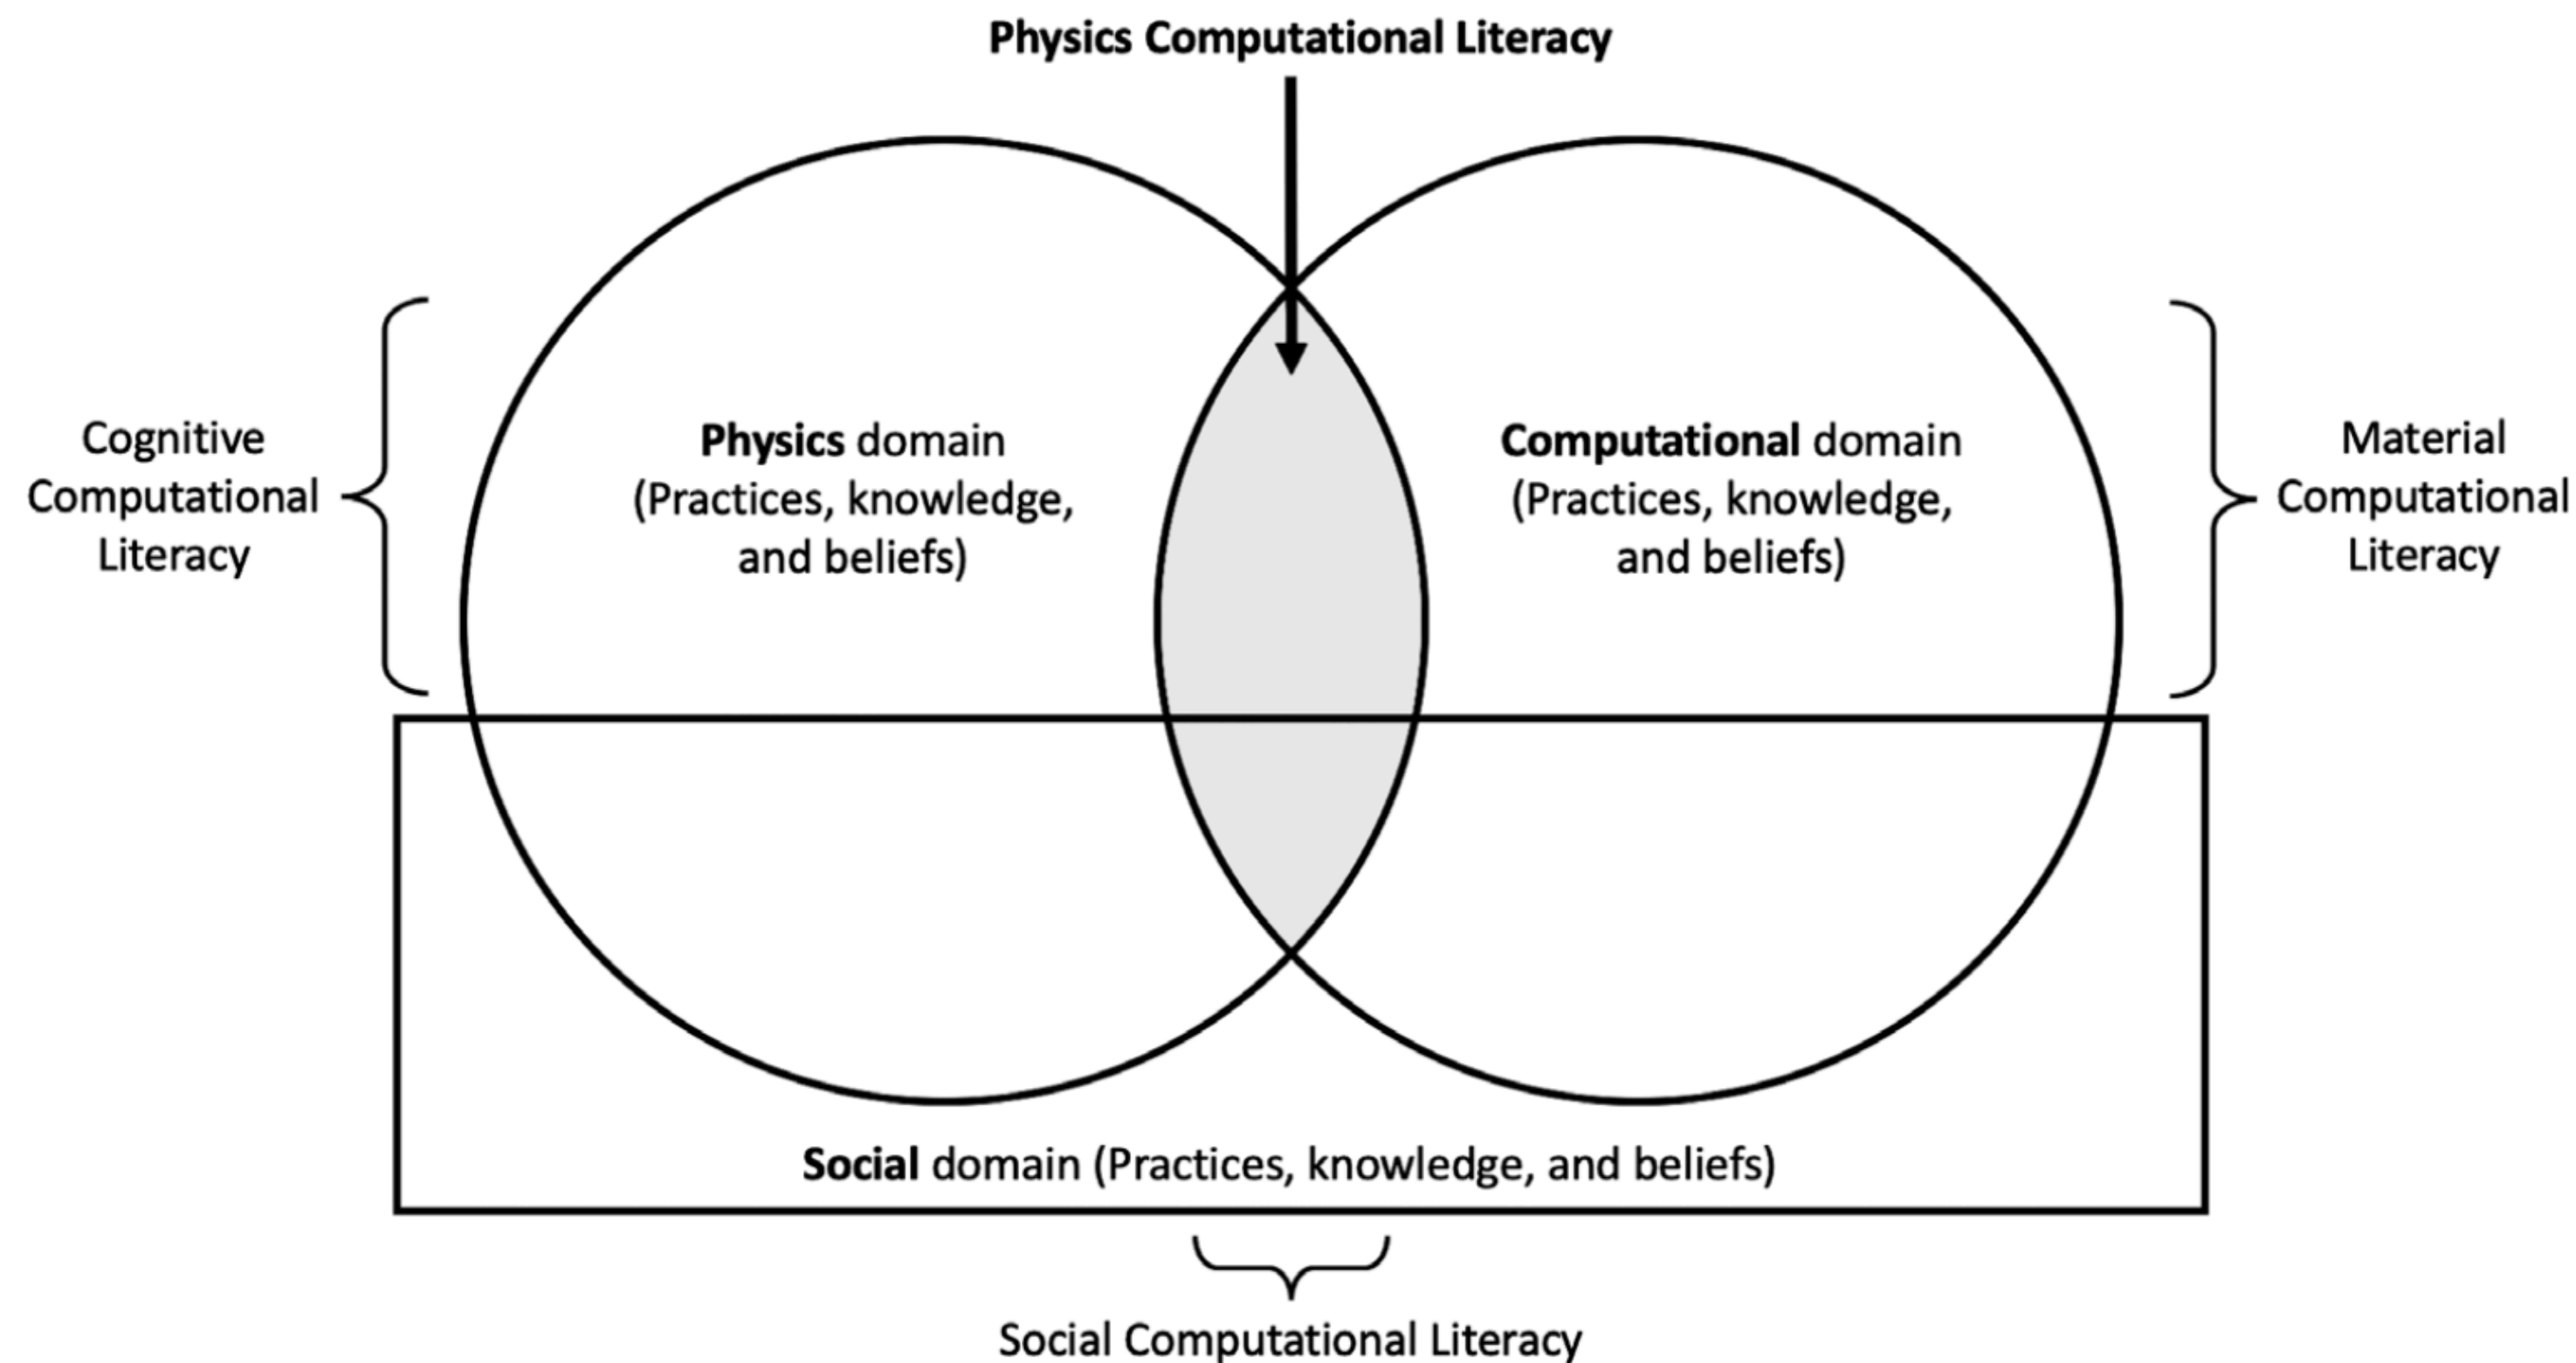 Physics Computational Literacy
Cognitive
Computational
Literacy
Physics domain
(Practices, knowledge,
and beliefs)
Computational domain
(Practices, knowledge,
and beliefs)
Material
Computational
Literacy
Social domain (Practices, knowledge, and beliefs)
Social Computational Literacy